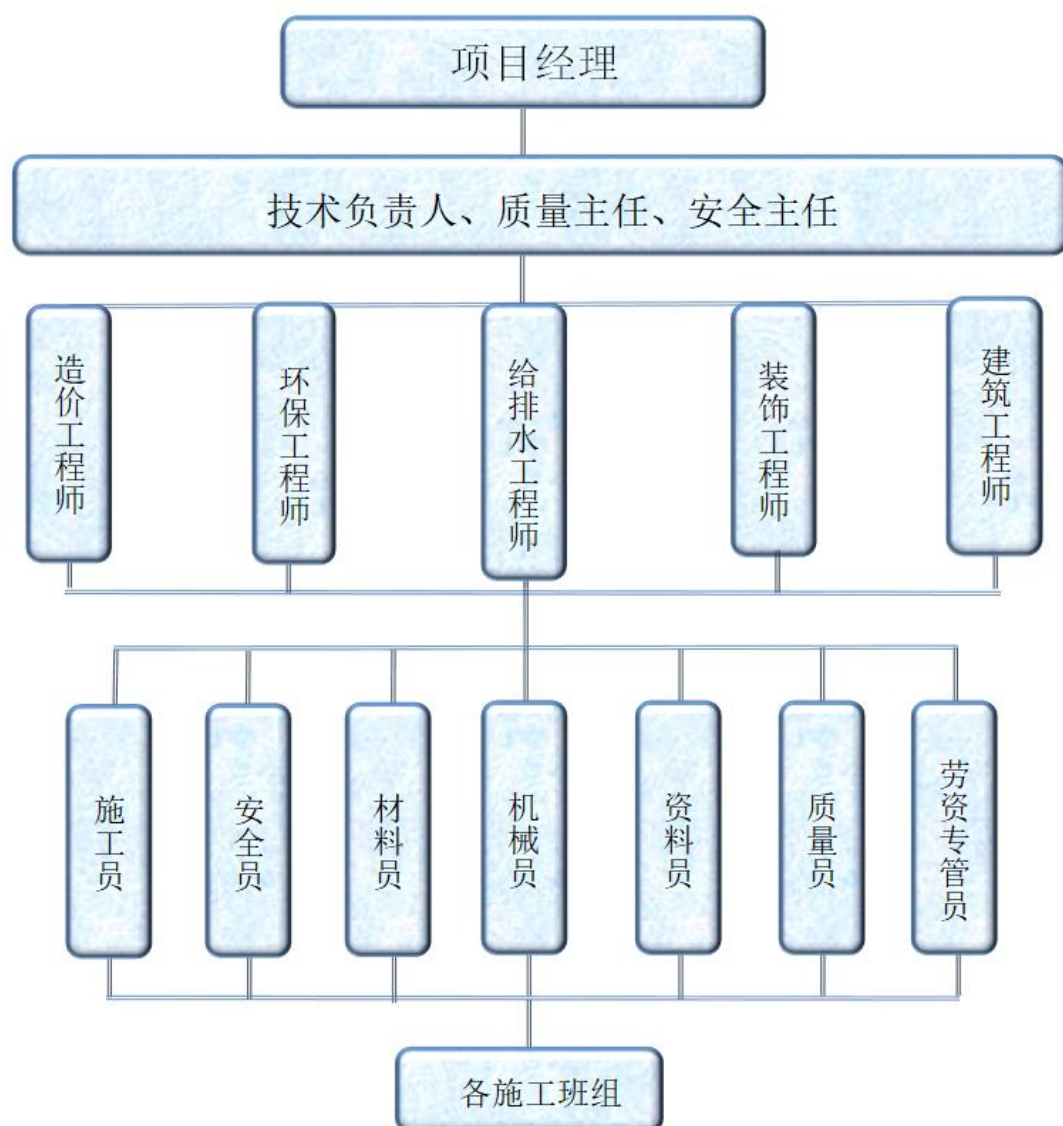 项目经理
技术负责人、质量主任、安全主任
造价工程师
环保工程师
给排水工程师
装饰工程师
建筑工程师
施工员
安全员
材料员
机械员
资料员
质量员
劳资专管员
各施工班组